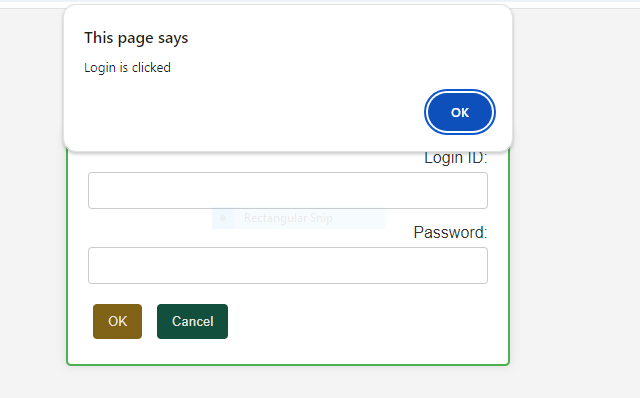 This page says
Login is clicked
OK
Login ID:
Rectangular Snip
Password:
OK Cancel